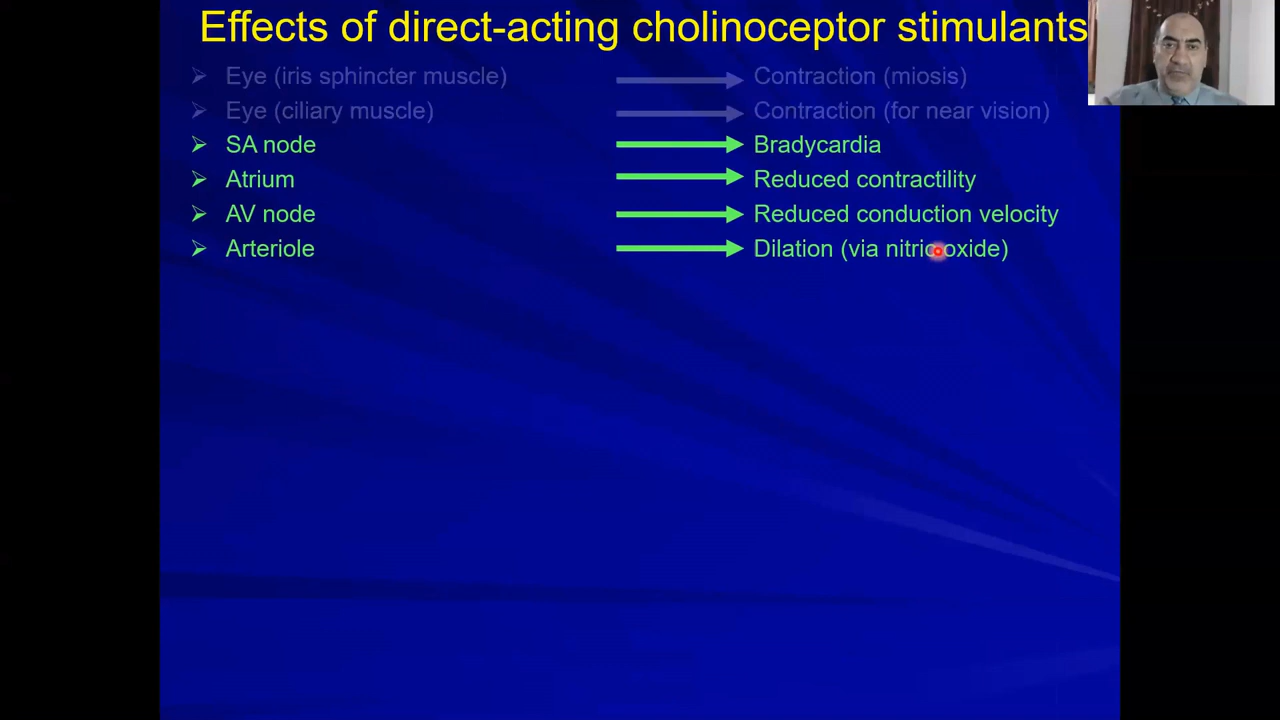 Effects of direct-acting cholinoceptor stimulants
Eye (iris sphincter muscle) Contraction (miosis)
Eye (ciliary muscle) Contraction (for near vision)
SA node Bradycardia
Atrium Reduced contractility
AV node Reduced conduction velocity
Arteriole Dilation (via nitric oxide)